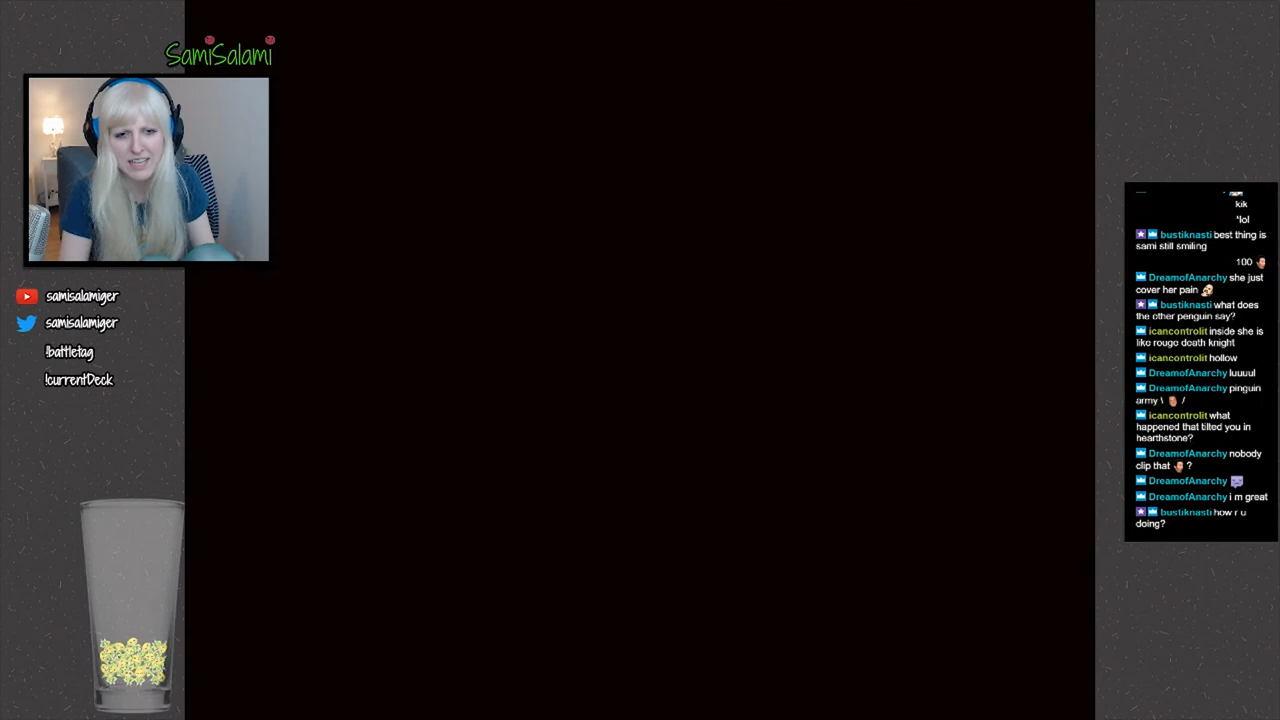 SamiSalami
samisalamiger
samisalamiger
!battletag
!currentDeck
kik
'lol
bustiknasti best thing is
sami still smiling
100
DreamofAnarchy she just
cover her pain
bustiknasti what does
the other penguin say?
icancontrolit inside she is
like rouge death knight
icancontrolit hollow
DreamofAnarchy luuuul
DreamofAnarchy pinguin
army \ /
icancontrolit what
happened that tilted you in
hearthstone?
DreamofAnarchy nobody
clip that ?
DreamofAnarchy
DreamofAnarchy i m great
bustiknasti how r u
doing?